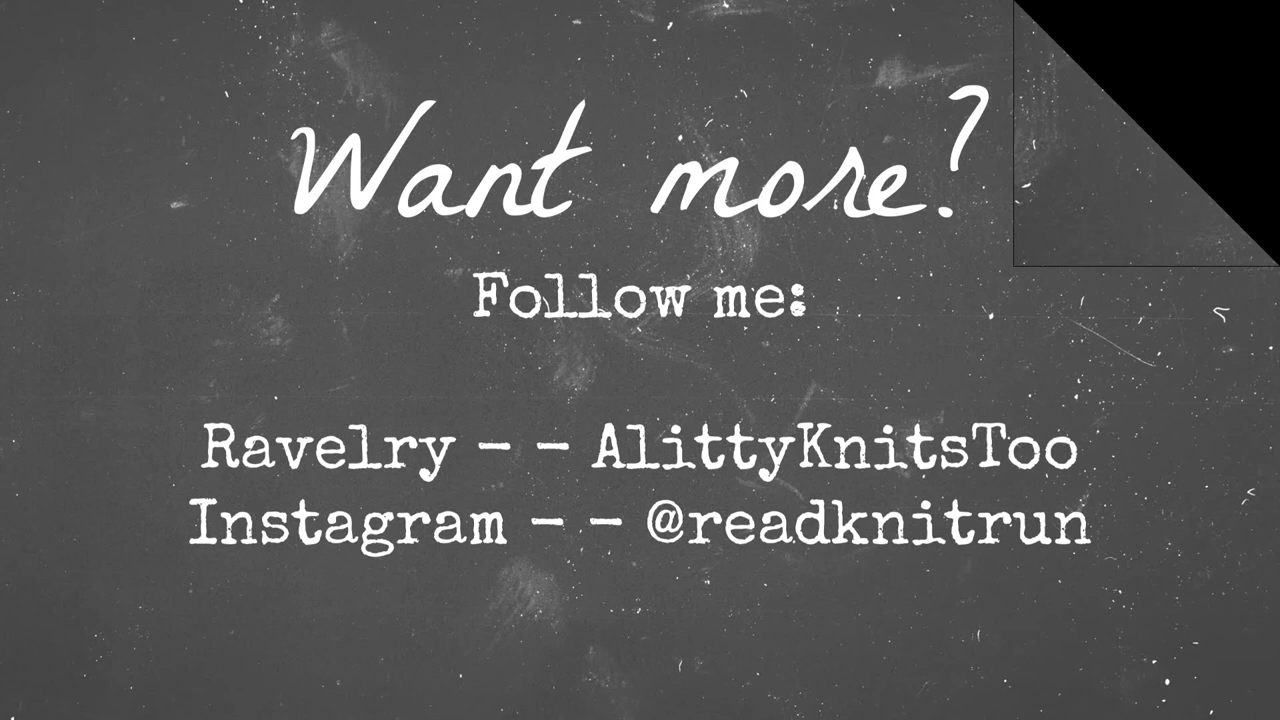 Want more?
Follow me:
Ravelry - - AlittyKnitsToo
Instagram - - @readknitrun